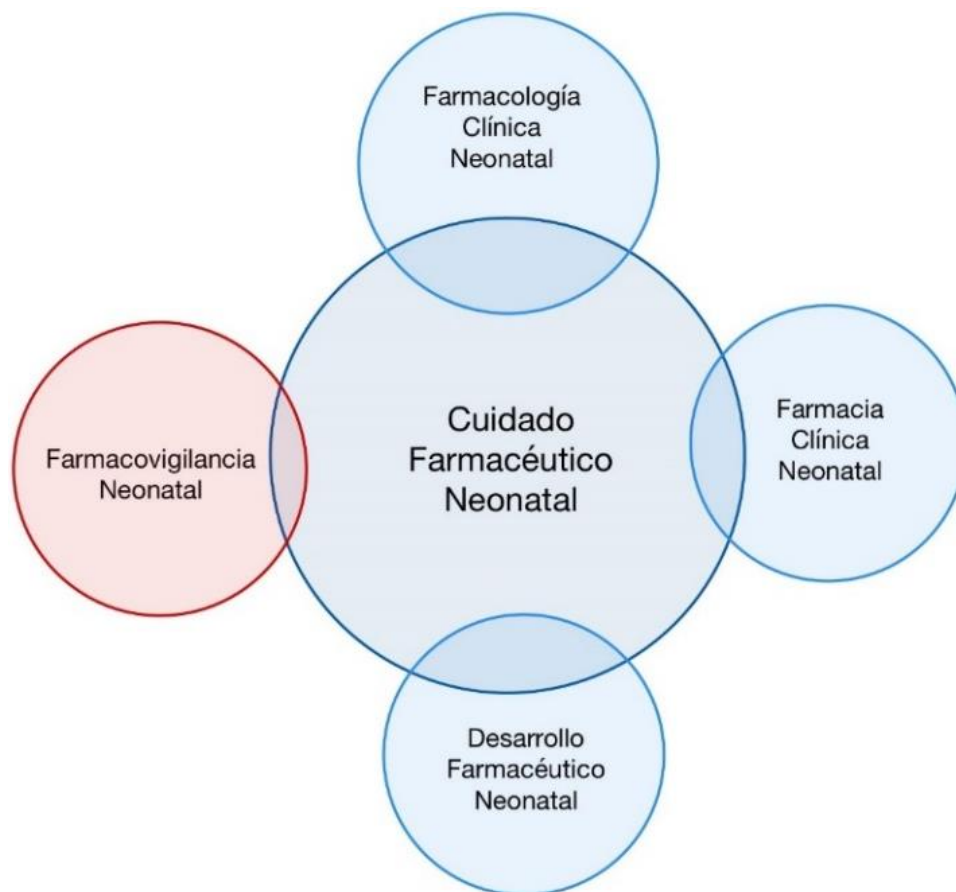 Farmacología
Clínica
Neonatal
Cuidado
Farmacéutico
Neonatal
Farmacia
Clínica
Neonatal
Farmacovigilancia
Neonatal
Desarrollo
Farmacéutico
Neonatal